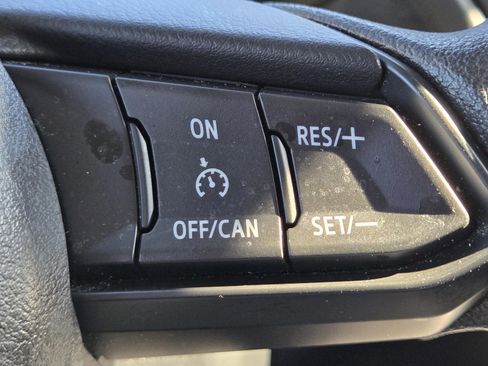 ON
RES/+
OFF/CAN
SET/-